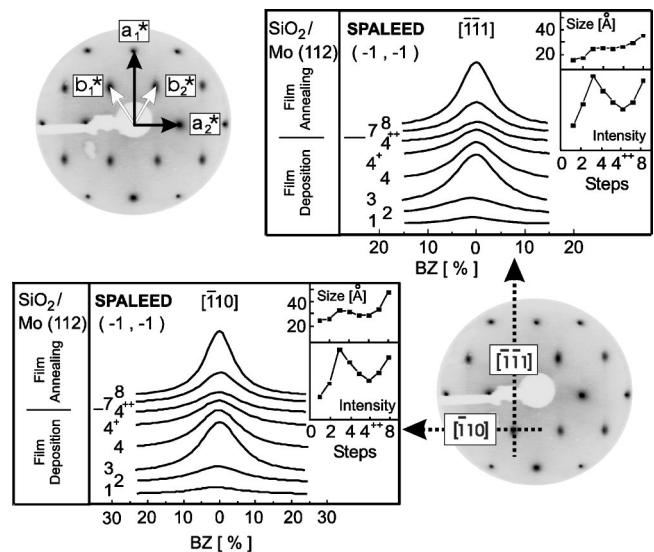 a1*
b1*
b2*
a2*
SiO2/
Mo (112)
SPALEED
(-1 , -1)
[1̅1̅1]
Film
Annealing
Film
Deposition
8
7
4++
4+
4
3
2
1
20 10 0 10 20
BZ [ % ]
Size [Å]
40
20
Intensity
0 2 4 4++ 8
Steps
SiO2/
Mo (112)
SPALEED
(-1 , -1)
[1̅10]
Film
Annealing
Film
Deposition
8
7
4++
4+
4
3
2
1
30 20 10 0 10 20 30
BZ [ % ]
Size [Å]
40
20
Intensity
0 2 4 4++ 8
Steps
[1̅1̅1]
[1̅10]